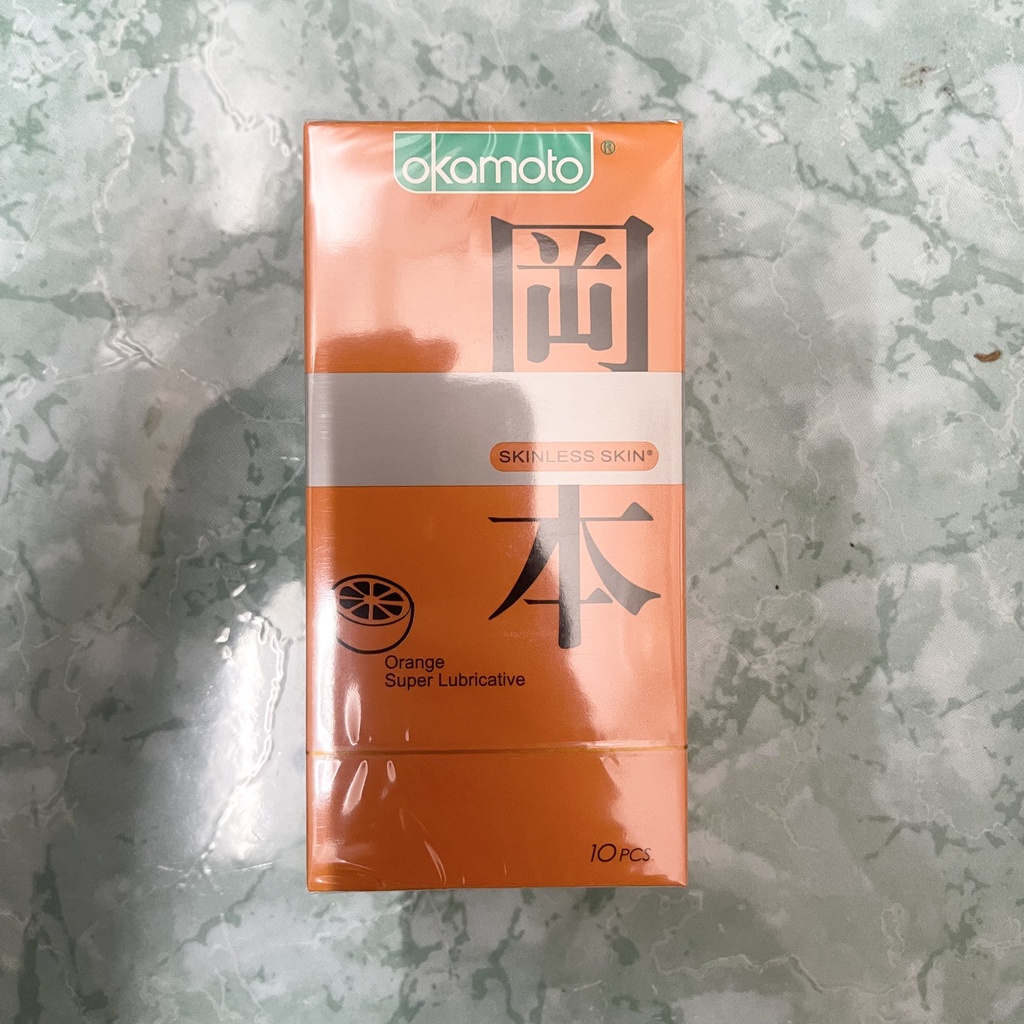 okamoto®
岡
SKINLESS SKIN®
本
Orange
Super Lubricative
10 PCS.